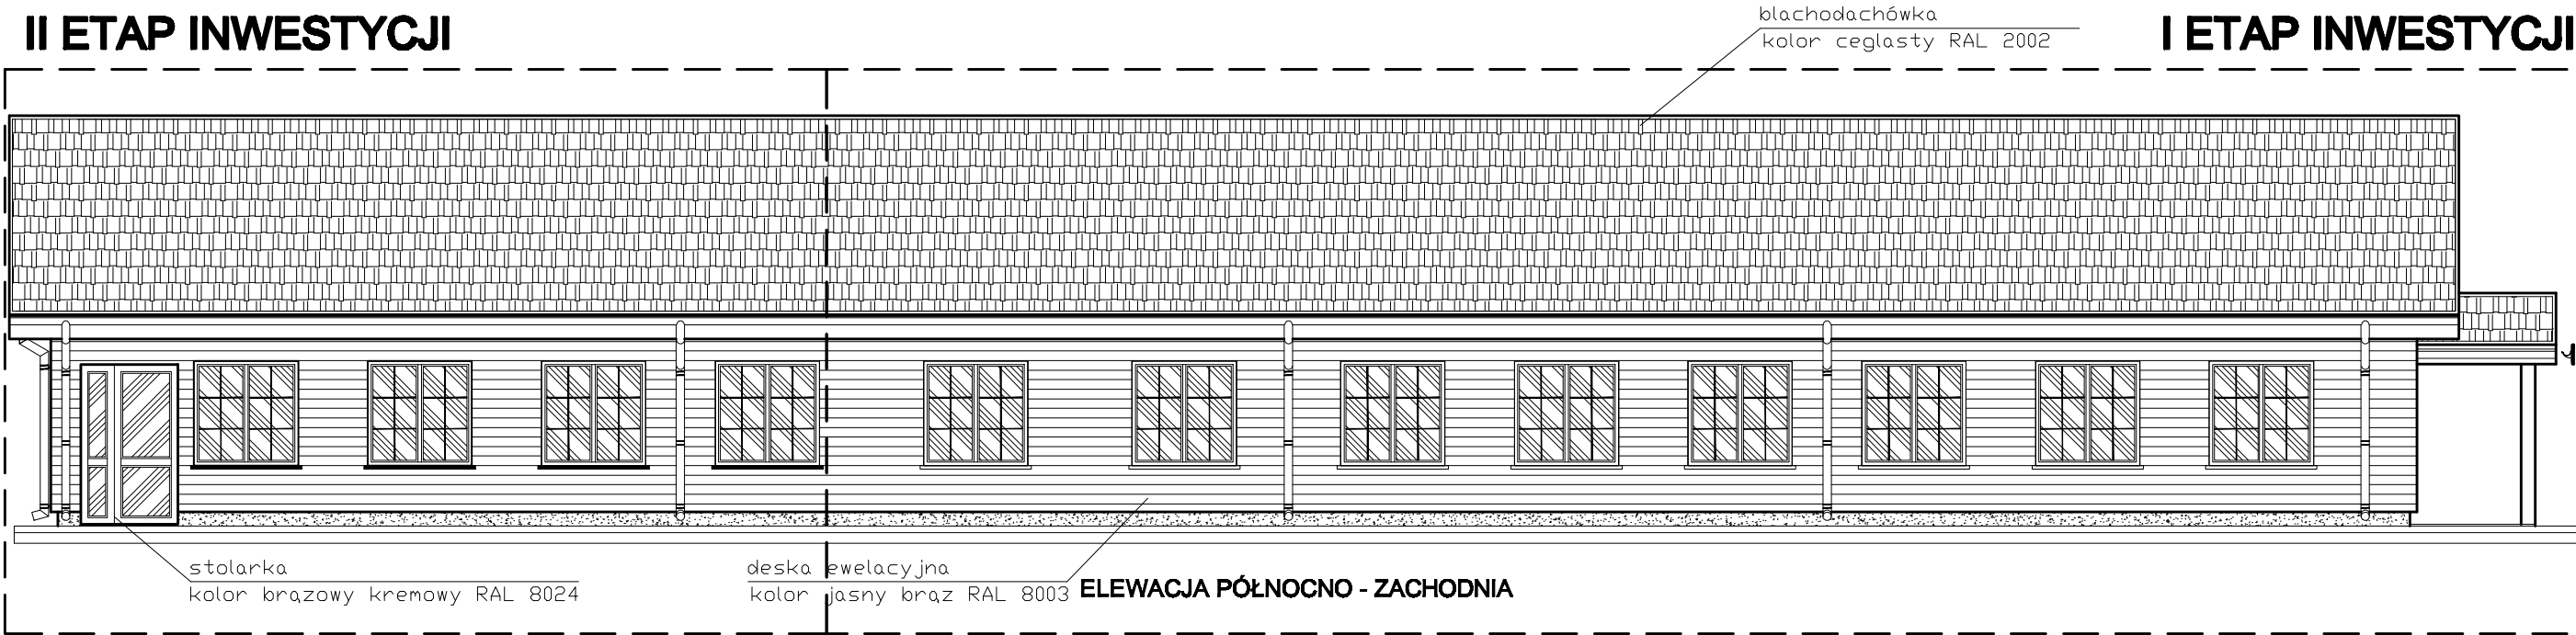 II ETAP INWESTYCJI
blachodachówka
kolor ceglasty RAL 2002
I ETAP INWESTYCJI
stolarka
kolor brązowy kremowy RAL 8024
deska ewelacyjna
kolor jasny brąz RAL 8003
ELEWACJA PÓŁNOCNO - ZACHODNIA